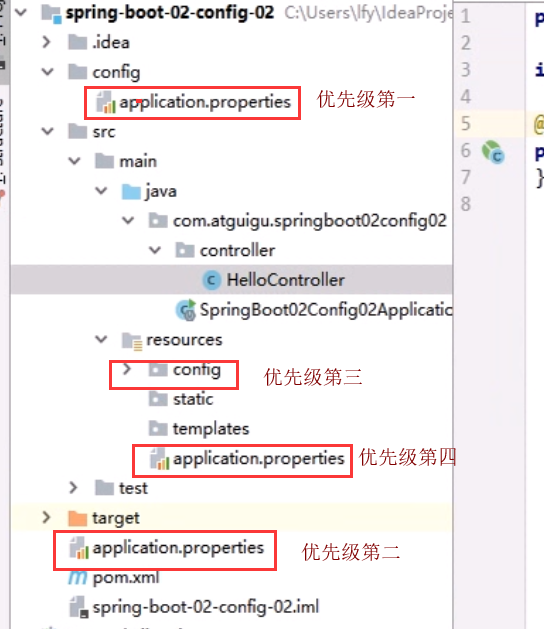 spring-boot-02-config-02 C:\Users\lfy\IdeaProje
.idea
config
application.properties 优先级第一
src
main
java
com.atguigu.springboot02config02
controller
HelloController
SpringBoot02Config02Applicatio
resources
config 优先级第三
static
templates
application.properties 优先级第四
test
target
application.properties 优先级第二
pom.xml
spring-boot-02-config-02.iml
1 p
2
3 i
4
5 @
6 p
7 }
8